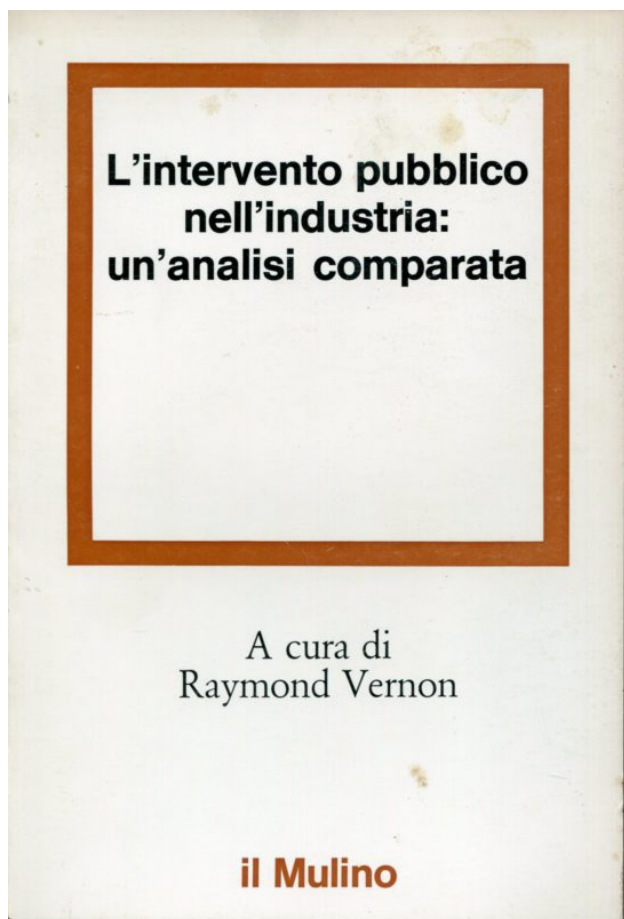 L'intervento pubblico
nell'industria:
un'analisi comparata
A cura di
Raymond Vernon
il Mulino